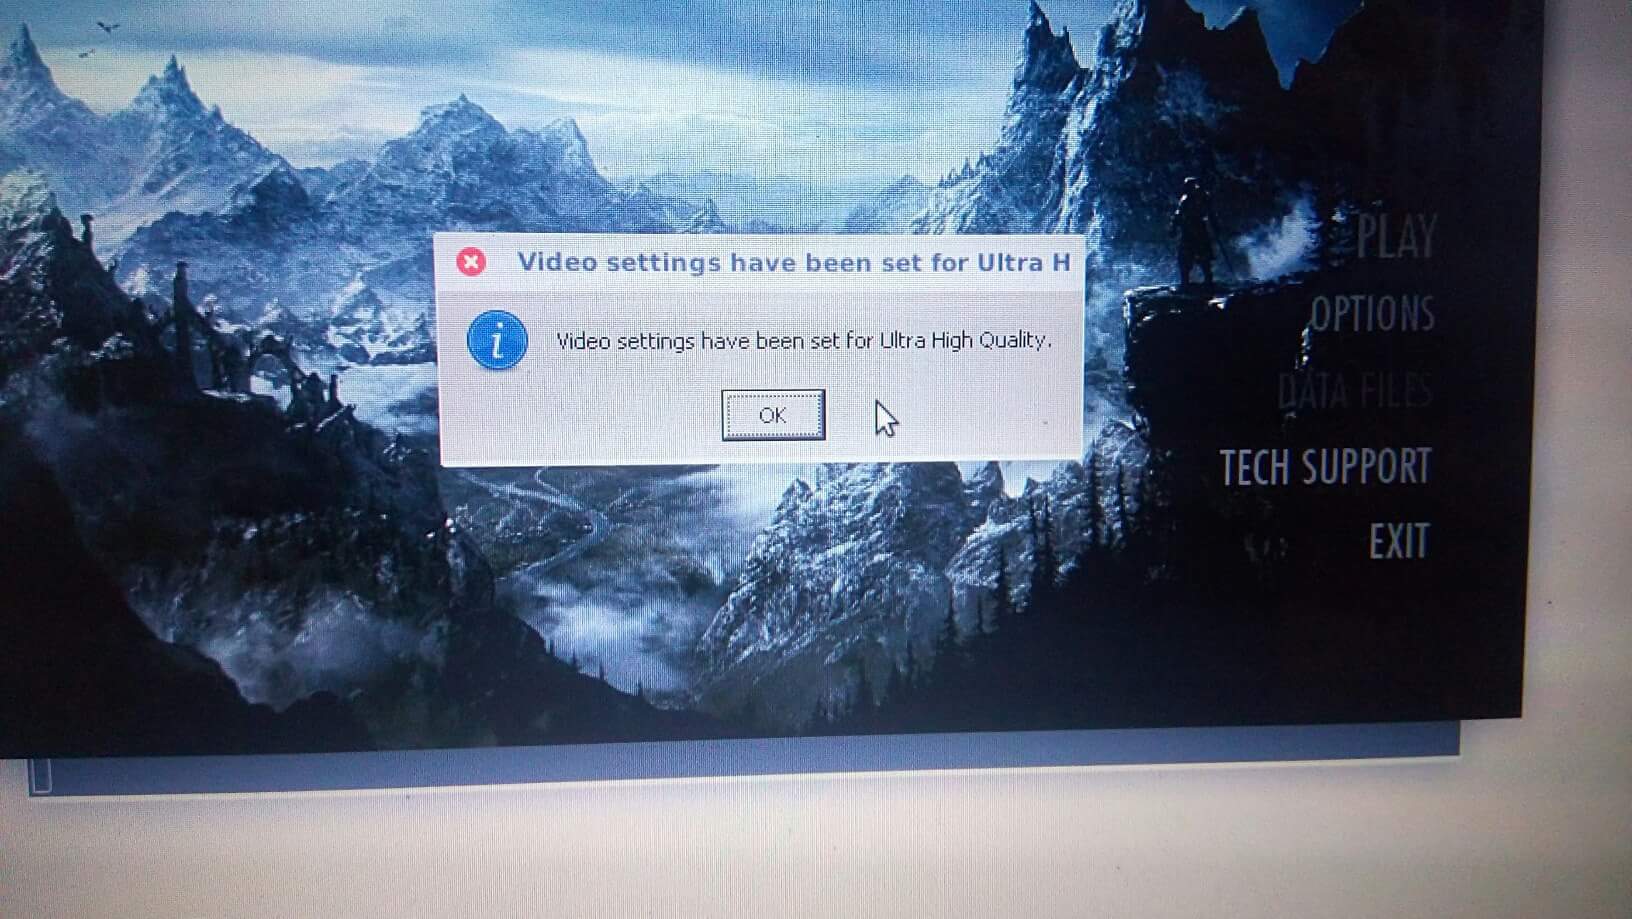 Video settings have been set for Ultra H
Video settings have been set for Ultra High Quality.
OK
PLAY
OPTIONS
DATA FILES
TECH SUPPORT
EXIT